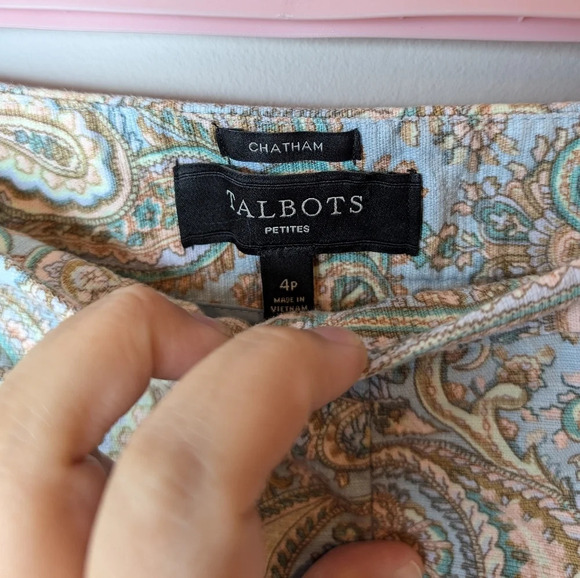 CHATHAM
TALBOTS
PETITES
4P
MADE IN
VIETNAM